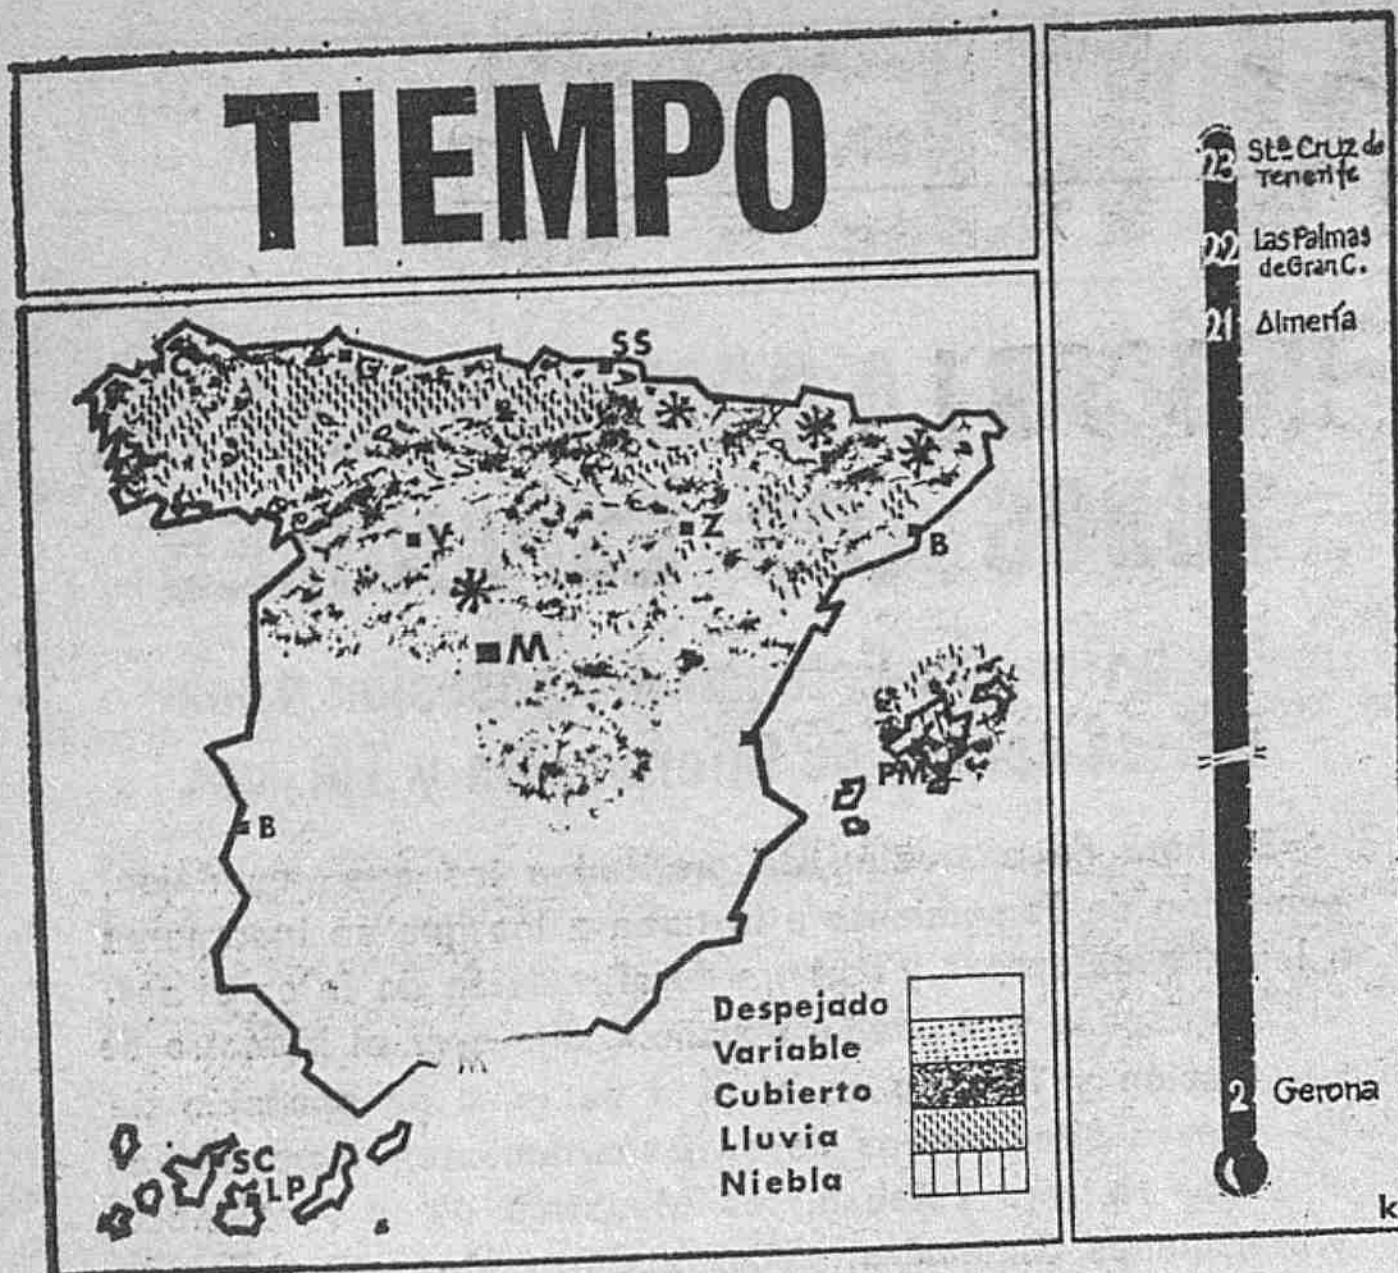 TIEMPO
C
G
SS
V
Z
B
M
PM
B
M
SC
LP
Despejado
Variable
Cubierto
Lluvia
Niebla
23 Stª Cruz de
Tenerife
22 Las Palmas
de Gran C.
21 Almería
2 Gerona
k